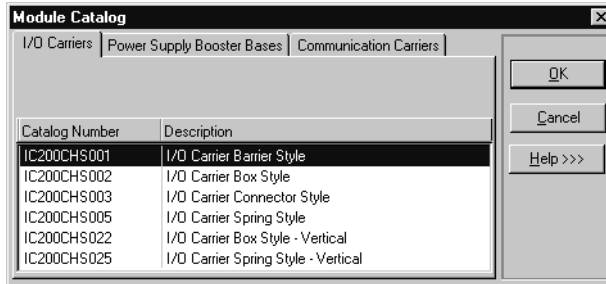 Module Catalog
I/O Carriers Power Supply Booster Bases Communication Carriers
OK
Cancel
Help >>>
Catalog Number Description
IC200CHS001 I/O Carrier Barrier Style
IC200CHS002 I/O Carrier Box Style
IC200CHS003 I/O Carrier Connector Style
IC200CHS005 I/O Carrier Spring Style
IC200CHS022 I/O Carrier Box Style - Vertical
IC200CHS025 I/O Carrier Spring Style - Vertical